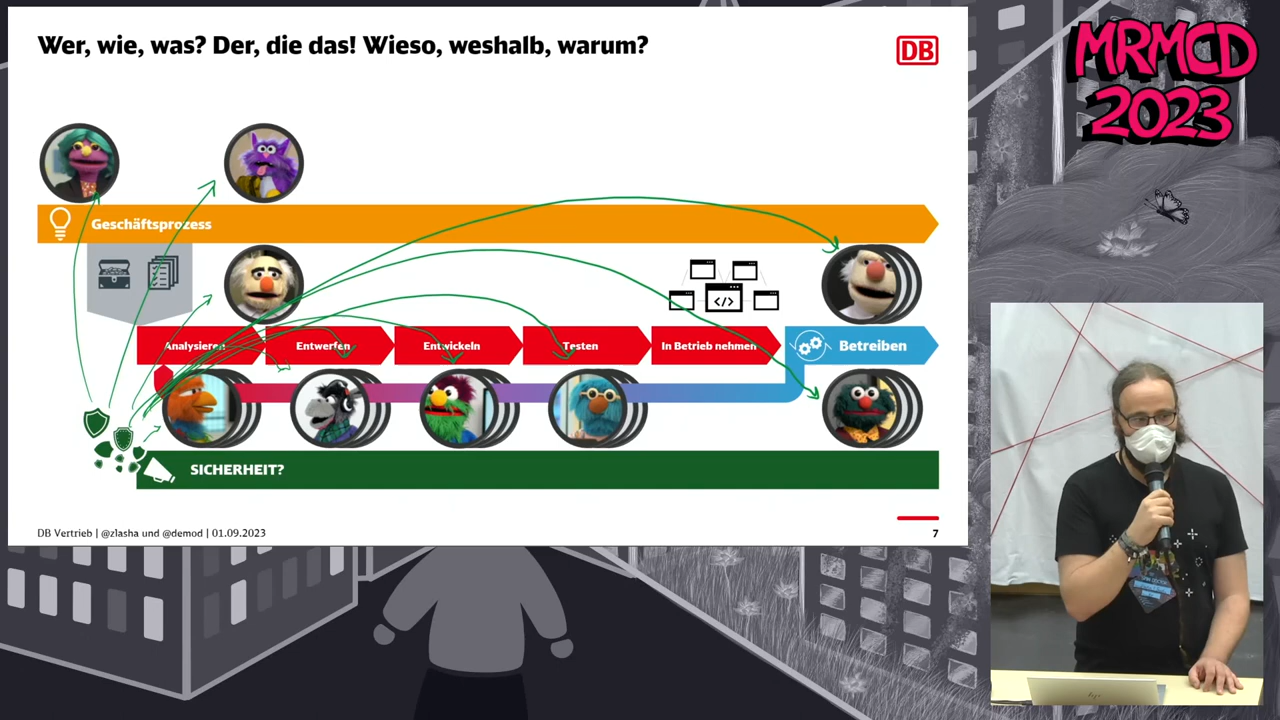 Wer, wie, was? Der, die das! Wieso, weshalb, warum?
DB
MRMCD
2023
Geschäftsprozess
</>
Analysieren
Entwerfen
Entwickeln
Testen
In Betrieb nehmen
Betreiben
SICHERHEIT?
DB Vertrieb | @zlasha und @demod | 01.09.2023
7